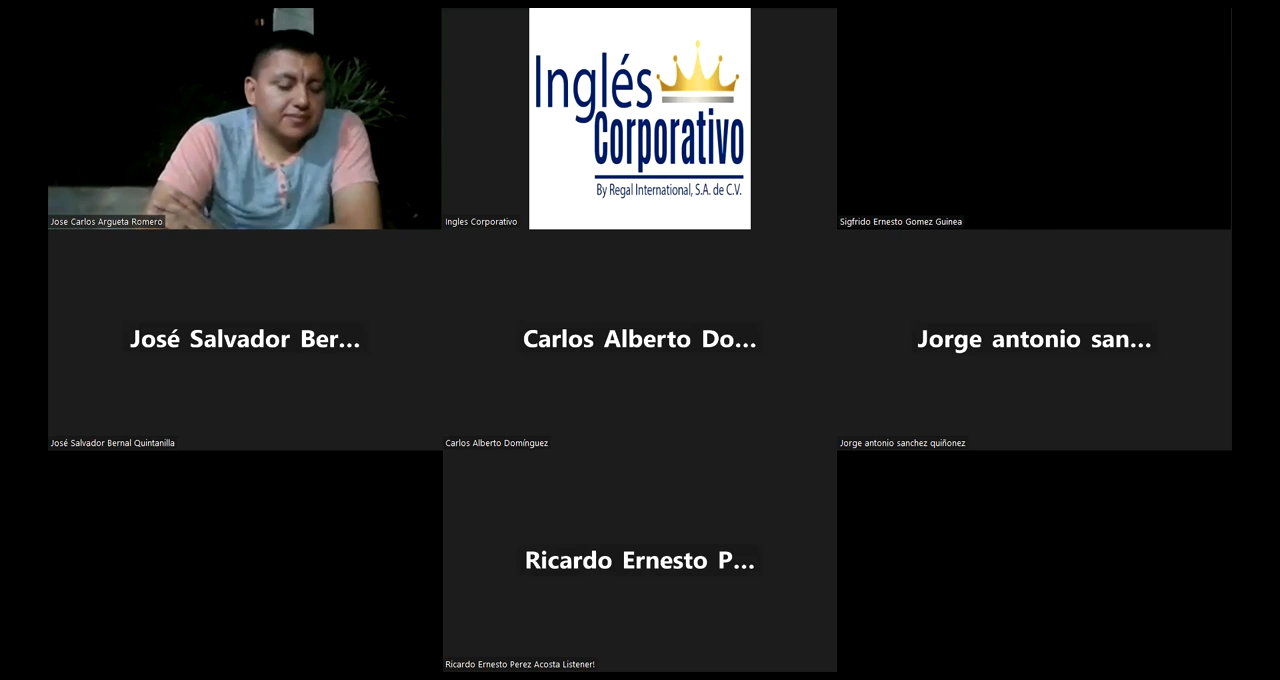 Inglés
Corporativo
By Regal International, S.A. de C.V.
Jose Carlos Argueta Romero
Ingles Corporativo
Sigfrido Ernesto Gomez Guinea
José Salvador Ber...
Carlos Alberto Do...
Jorge antonio san...
José Salvador Bernal Quintanilla
Carlos Alberto Domínguez
Jorge antonio sanchez quiñonez
Ricardo Ernesto P...
Ricardo Ernesto Perez Acosta Listener!